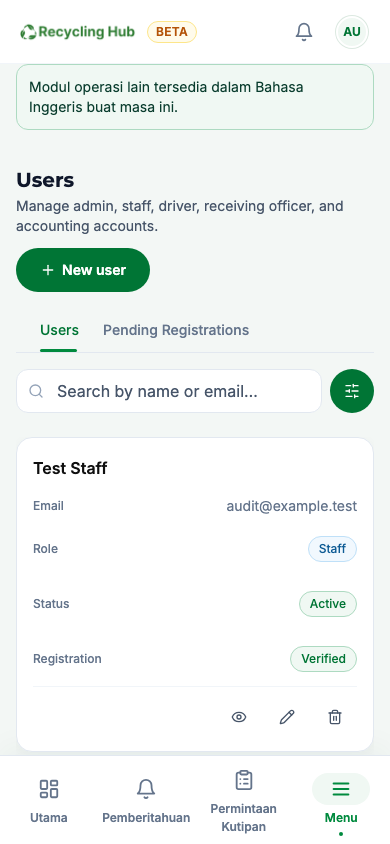 Recycling Hub
BETA
AU
Modul operasi lain tersedia dalam Bahasa
Inggeris buat masa ini.
Users
Manage admin, staff, driver, receiving officer, and
accounting accounts.
+ New user
Users
Pending Registrations
Search by name or email...
Test Staff
Email
audit@example.test
Role
Staff
Status
Active
Registration
Verified
Utama
Pemberitahuan
Permintaan
Kutipan
Menu